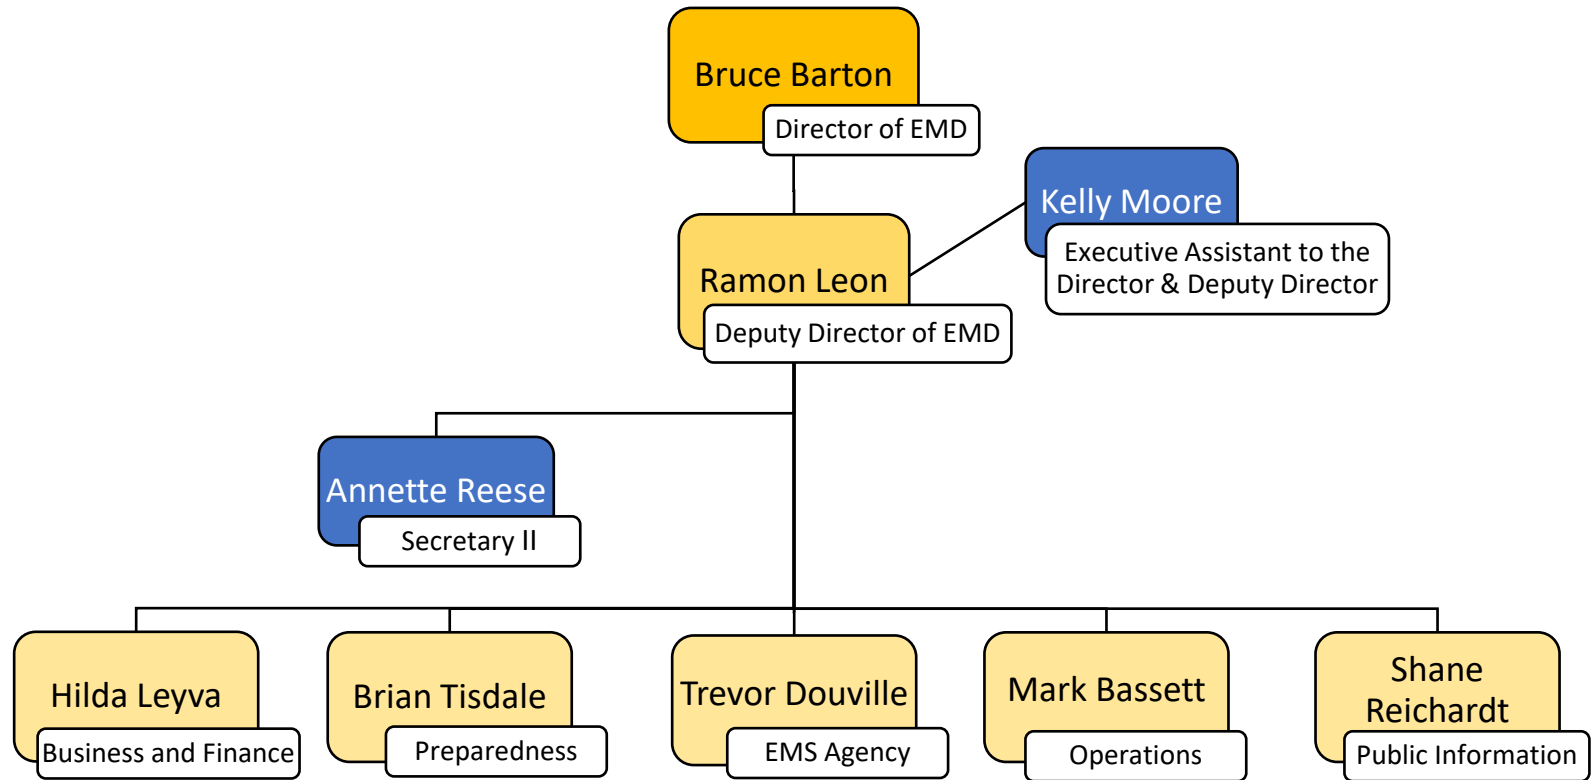 Bruce Barton
Director of EMD
Kelly Moore
Executive Assistant to the
Director & Deputy Director
Ramon Leon
Deputy Director of EMD
Annette Reese
Secretary II
Hilda Leyva
Business and Finance
Brian Tisdale
Preparedness
Trevor Douville
EMS Agency
Mark Bassett
Operations
Shane
Reichardt
Public Information